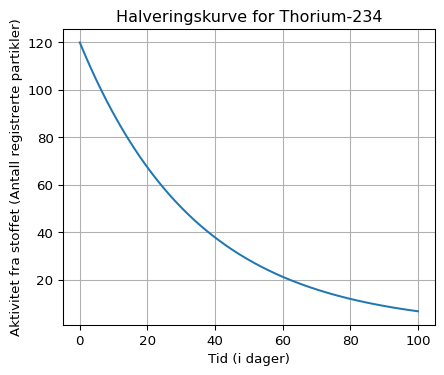 Halveringskurve for Thorium-234
Aktivitet fra stoffet (Antall registrerte partikler)
120
100
80
60
40
20
0 20 40 60 80 100
Tid (i dager)